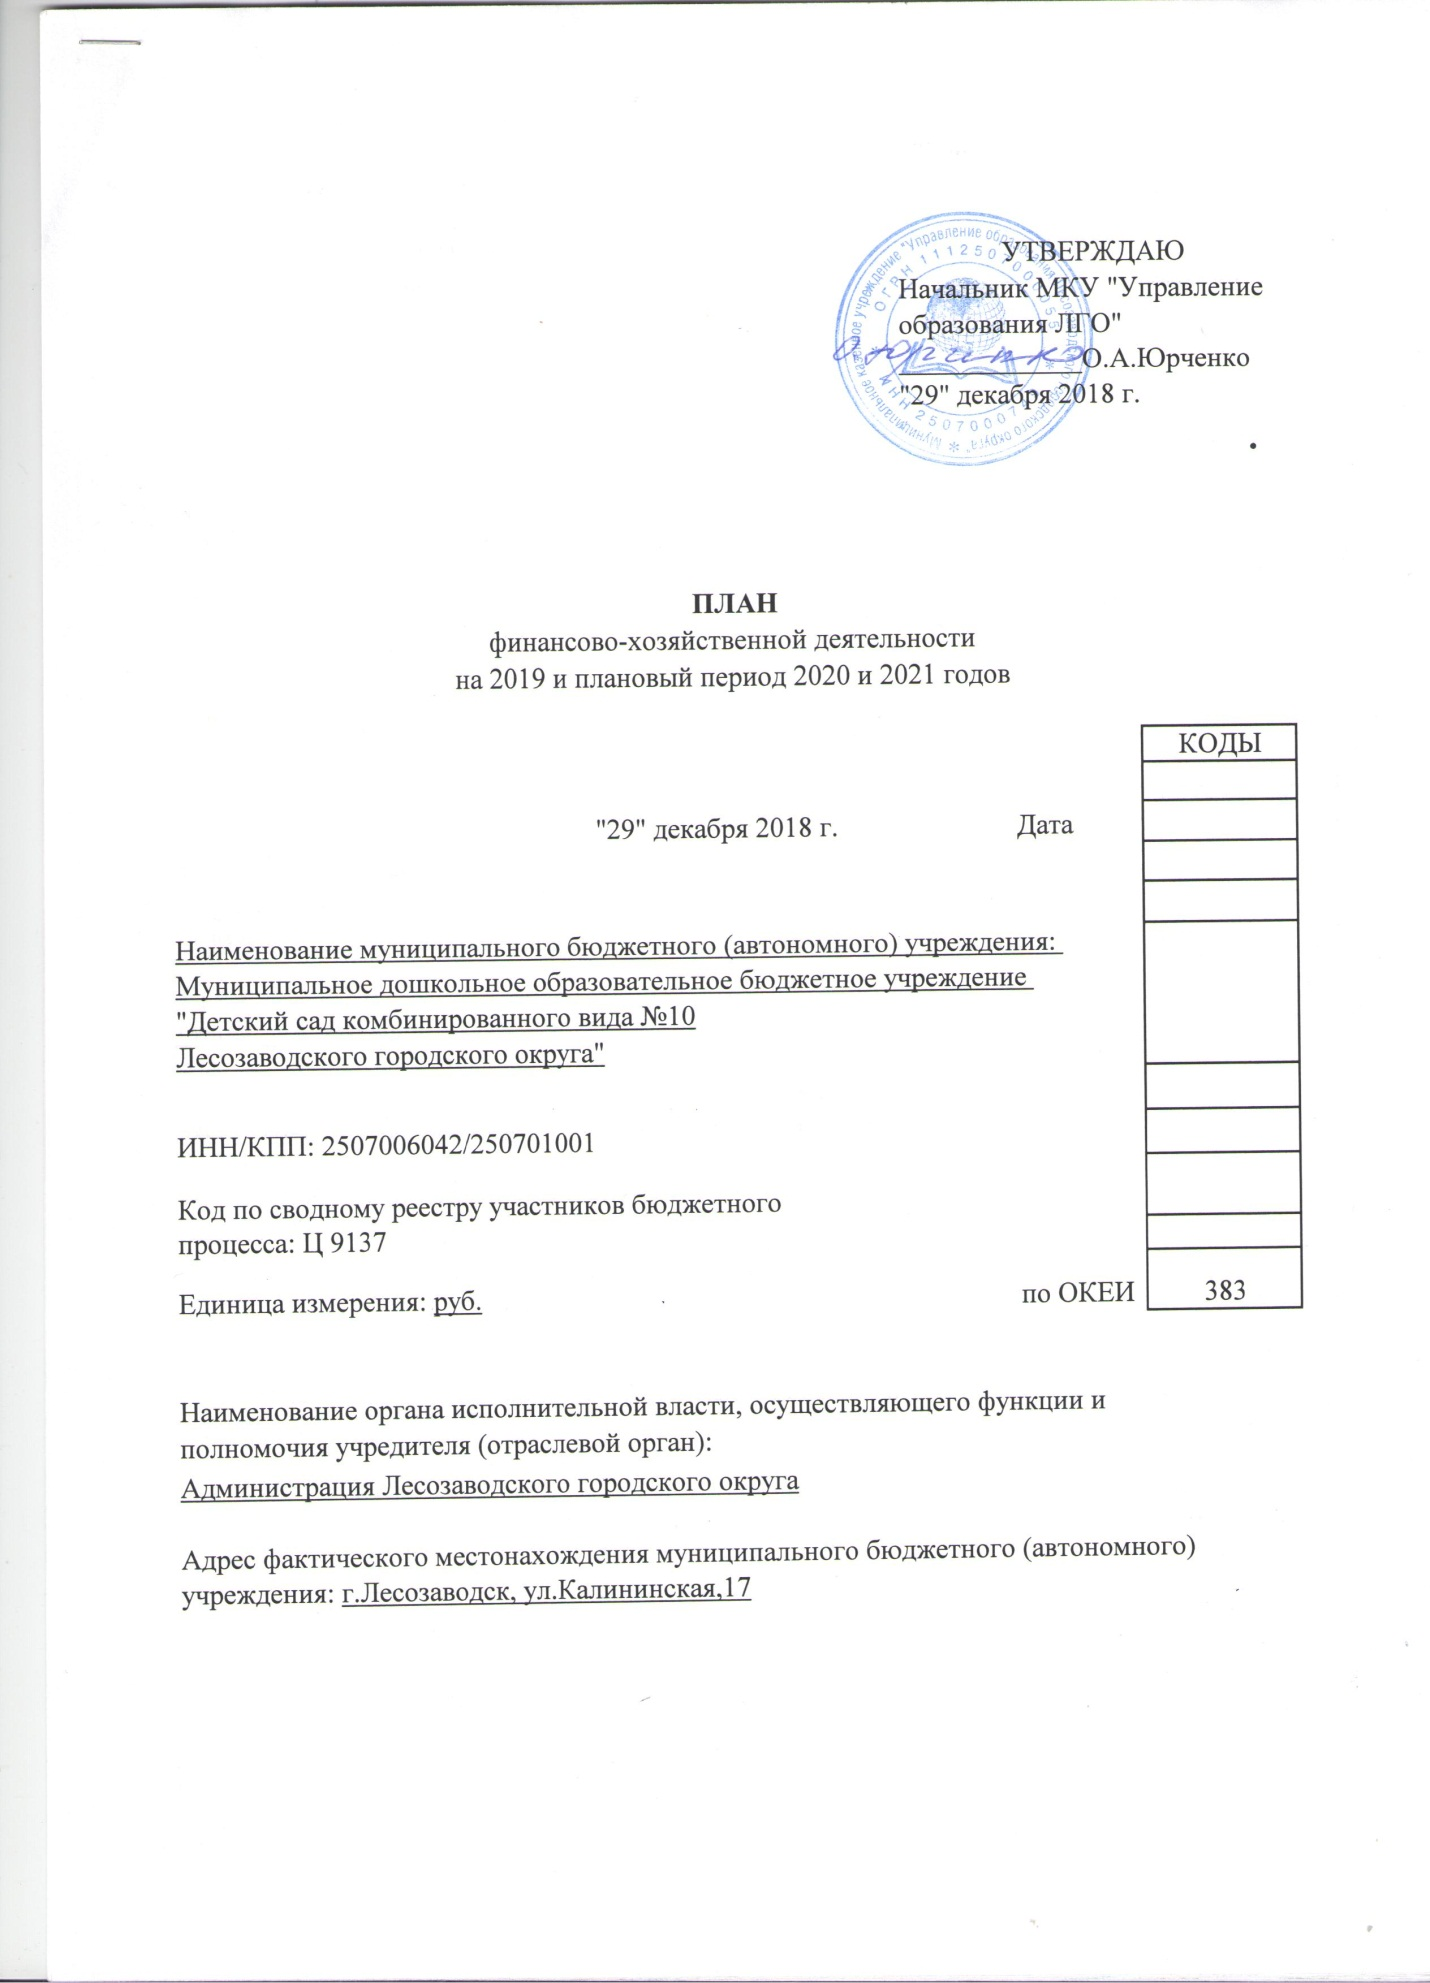 УТВЕРЖДАЮ
Начальник МКУ "Управление
образования ЛГО"
О.А.Юрченко
"29" декабря 2018 г.
ПЛАН
финансово-хозяйственной деятельности
на 2019 и плановый период 2020 и 2021 годов
КОДЫ
"29" декабря 2018 г. Дата
Наименование муниципального бюджетного (автономного) учреждения:
Муниципальное дошкольное образовательное бюджетное учреждение
"Детский сад комбинированного вида №10
Лесозаводского городского округа"
ИНН/КПП: 2507006042/250701001
Код по сводному реестру участников бюджетного
процесса: Ц 9137
Единица измерения: руб. по ОКЕИ 383
Наименование органа исполнительной власти, осуществляющего функции и
полномочия учредителя (отраслевой орган):
Администрация Лесозаводского городского округа
Адрес фактического местонахождения муниципального бюджетного (автономного)
учреждения: г.Лесозаводск, ул.Калининская,17